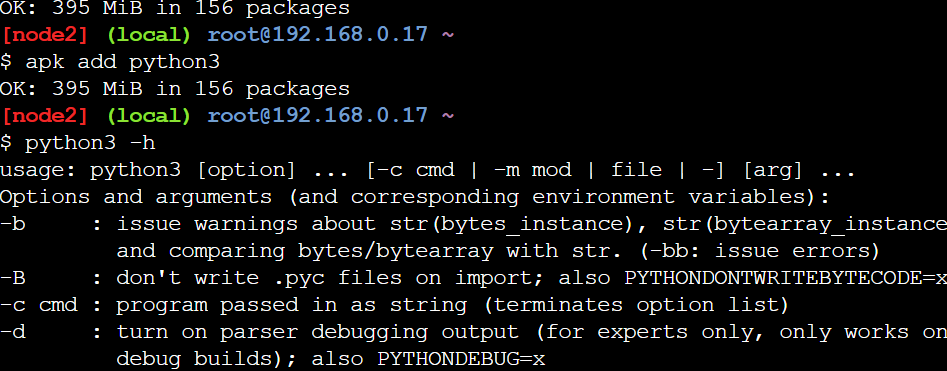 OK: 395 MiB in 156 packages
[node2] (local) root@192.168.0.17 ~
$ apk add python3
OK: 395 MiB in 156 packages
[node2] (local) root@192.168.0.17 ~
$ python3 -h
usage: python3 [option] ... [-c cmd | -m mod | file | -] [arg] ...
Options and arguments (and corresponding environment variables):
-b     : issue warnings about str(bytes_instance), str(bytearray_instance
         and comparing bytes/bytearray with str. (-bb: issue errors)
-B     : don't write .pyc files on import; also PYTHONDONTWRITEBYTECODE=x
-c cmd : program passed in as string (terminates option list)
-d     : turn on parser debugging output (for experts only, only works on
         debug builds); also PYTHONDEBUG=x